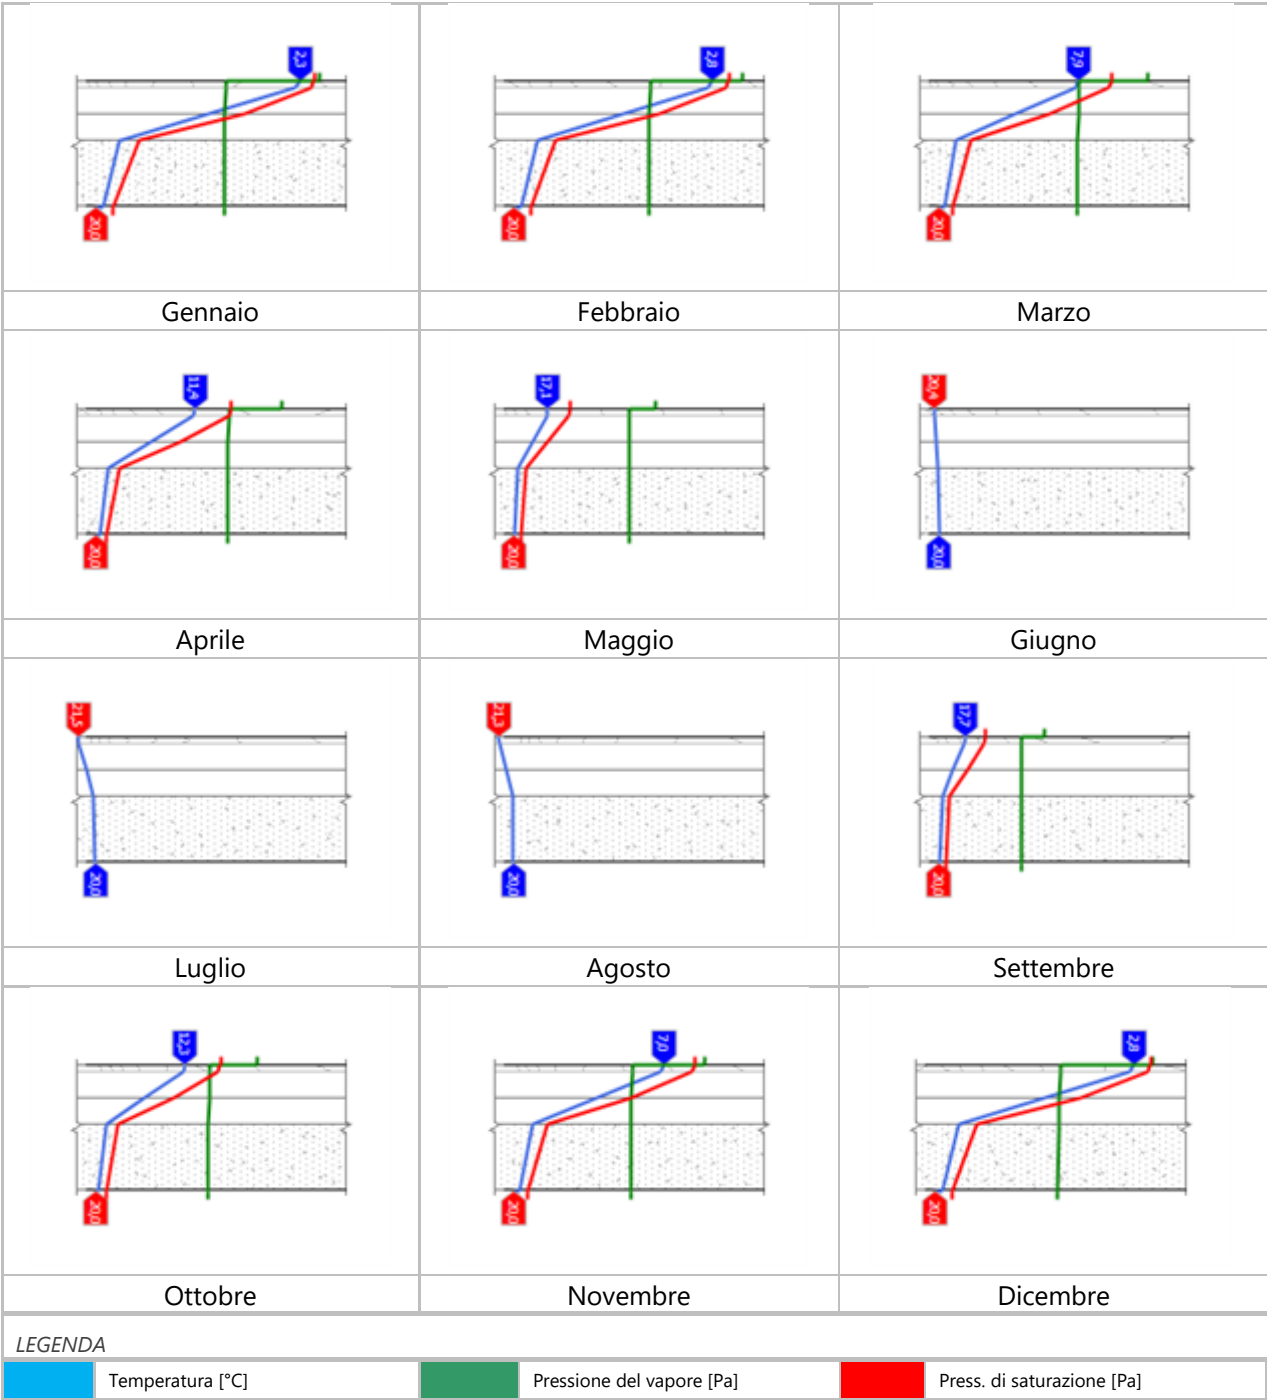 2,3
20,0
Gennaio
2,8
20,0
Febbraio
7,9
20,0
Marzo
11,4
20,0
Aprile
17,1
20,0
Maggio
20,4
20,0
Giugno
21,5
20,0
Luglio
21,3
20,0
Agosto
17,7
20,0
Settembre
12,3
20,0
Ottobre
7,0
20,0
Novembre
2,8
20,0
Dicembre
LEGENDA
Temperatura [°C]
Pressione del vapore [Pa]
Press. di saturazione [Pa]